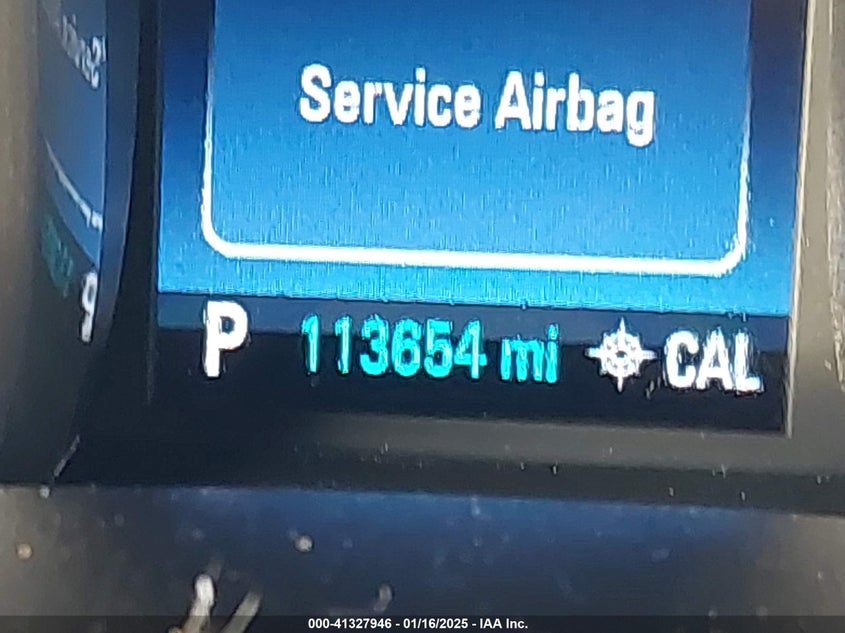 Service Airbag
P 113654 mi CAL
000-41327946 - 01/16/2025 - IAA Inc.